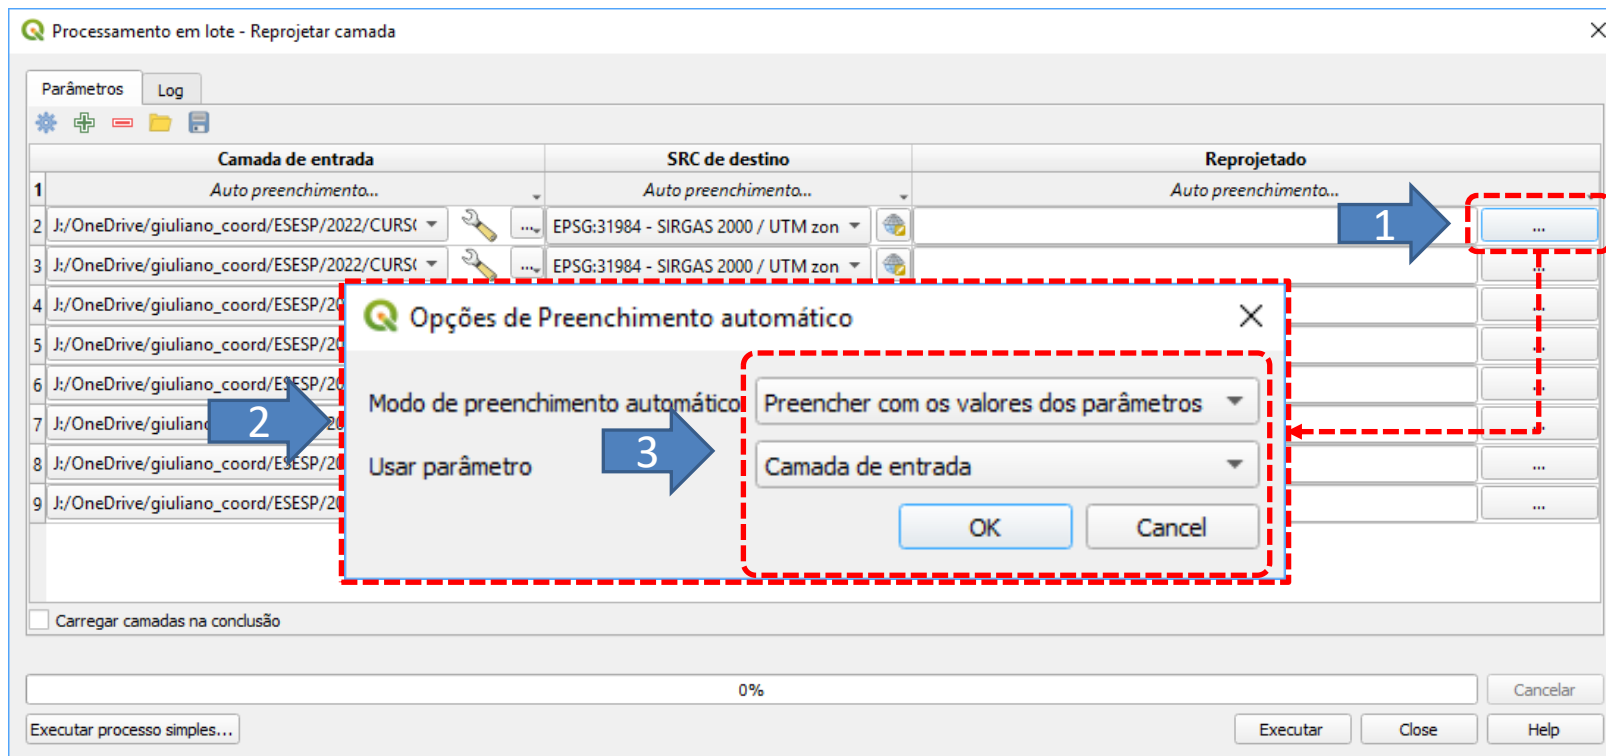 Processamento em lote - Reprojetar camada
Parâmetros Log
Camada de entrada SRC de destino Reprojetado
1 Auto preenchimento... Auto preenchimento... Auto preenchimento...
2 J:/OneDrive/giuliano_coord/ESESP/2022/CURS( ... EPSG:31984 - SIRGAS 2000 / UTM zon 1 ...
3 J:/OneDrive/giuliano_coord/ESESP/2022/CURS( ... EPSG:31984 - SIRGAS 2000 / UTM zon ...
4 J:/OneDrive/giuliano_coord/ESESP/20 ...
5 J:/OneDrive/giuliano_coord/ESESP/20 ...
6 J:/OneDrive/giuliano_coord/ESESP/20 ...
7 J:/OneDrive/giuliano 20 ...
8 J:/OneDrive/giuliano_coord/ESESP/20 ...
9 J:/OneDrive/giuliano_coord/ESESP/20 ...
Opções de Preenchimento automático
2
Modo de preenchimento automático Preencher com os valores dos parâmetros
3
Usar parâmetro Camada de entrada
OK Cancel
Carregar camadas na conclusão
0% Cancelar
Executar processo simples... Executar Close Help